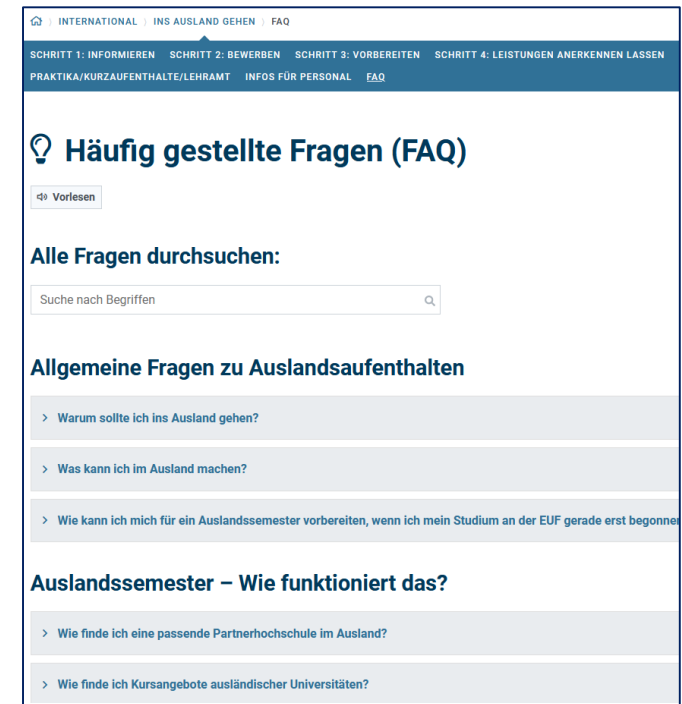 INTERNATIONAL | INS AUSLAND GEHEN | FAQ
SCHRITT 1: INFORMIEREN SCHRITT 2: BEWERBEN SCHRITT 3: VORBEREITEN SCHRITT 4: LEISTUNGEN ANERKENNEN LASSEN
PRAKTIKA/KURZAUFENTHALTE/LEHRAMT INFOS FÜR PERSONAL FAQ
Häufig gestellte Fragen (FAQ)
Vorlesen
Alle Fragen durchsuchen:
Suche nach Begriffen
Allgemeine Fragen zu Auslandsaufenthalten
Warum sollte ich ins Ausland gehen?
Was kann ich im Ausland machen?
Wie kann ich mich für ein Auslandssemester vorbereiten, wenn ich mein Studium an der EUF gerade erst begonnen
Auslandssemester – Wie funktioniert das?
Wie finde ich eine passende Partnerhochschule im Ausland?
Wie finde ich Kursangebote ausländischer Universitäten?